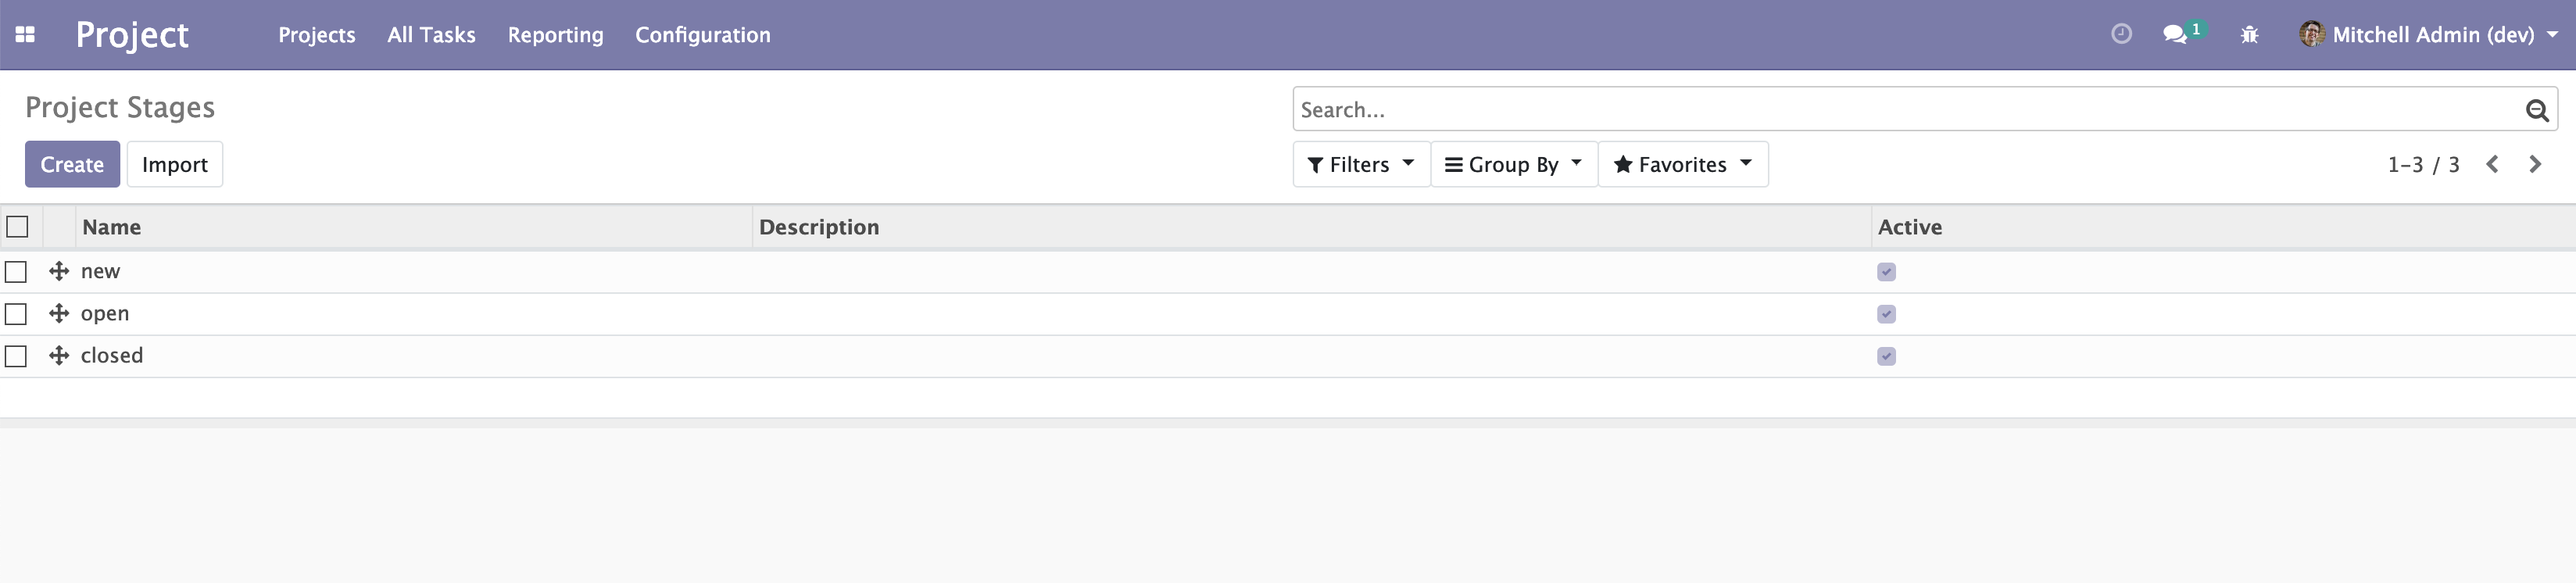 Project Projects All Tasks Reporting Configuration 1 Mitchell Admin (dev)
Project Stages
Search...
Create Import Filters Group By Favorites 1-3 / 3
Name Description Active
new
open
closed